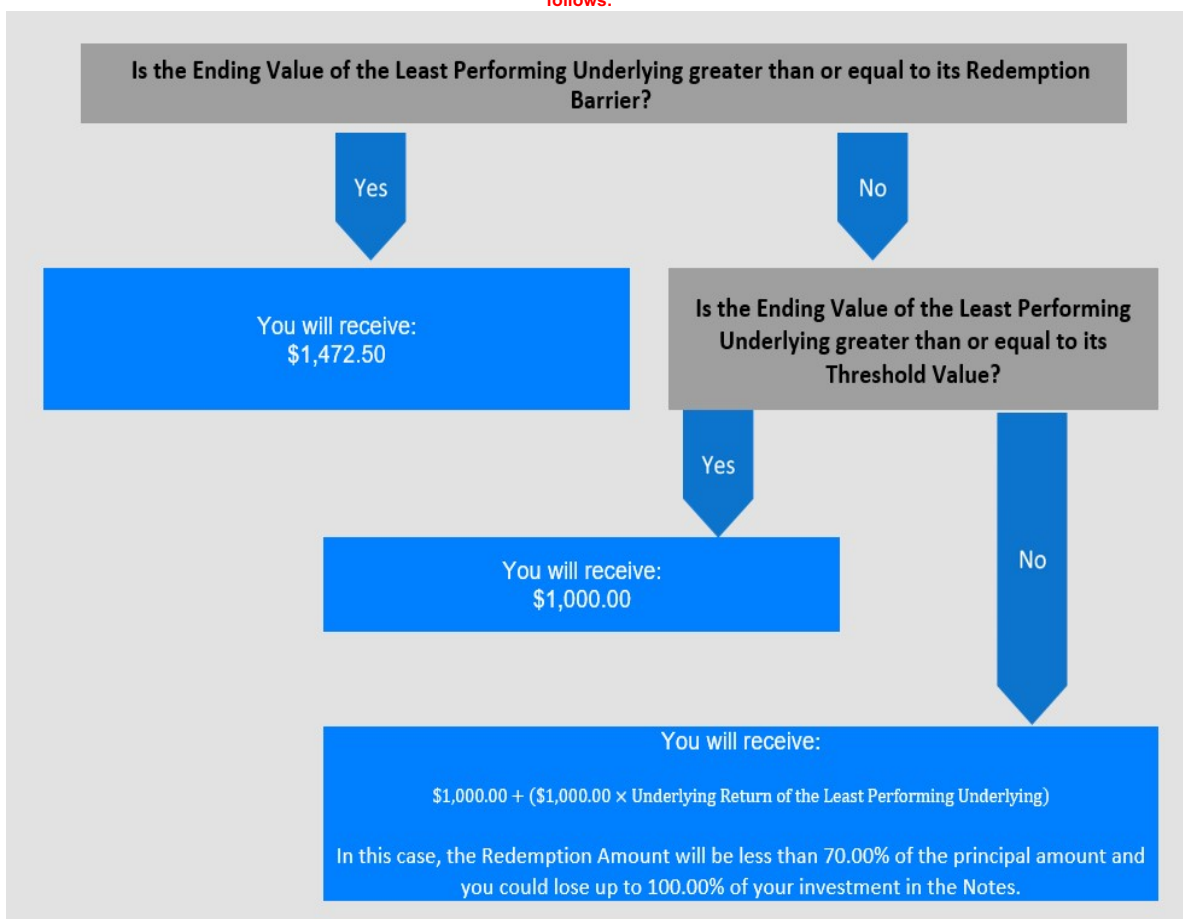 follows:
Is the Ending Value of the Least Performing Underlying greater than or equal to its Redemption
Barrier?
Yes
No
You will receive:
$1,472.50
Is the Ending Value of the Least Performing
Underlying greater than or equal to its
Threshold Value?
Yes
No
You will receive:
$1,000.00
You will receive:
$1,000.00 + ($1,000.00 × Underlying Return of the Least Performing Underlying)
In this case, the Redemption Amount will be less than 70.00% of the principal amount and
you could lose up to 100.00% of your investment in the Notes.